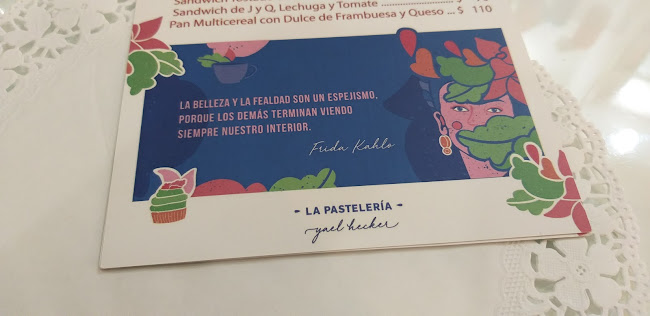 Sandwich
Sandwich de J y Q, Lechuga y Tomate
Pan Multicereal con Dulce de Frambuesa y Queso ... $ 110
LA BELLEZA Y LA FEALDAD SON UN ESPEJISMO,
PORQUE LOS DEMÁS TERMINAN VIENDO
SIEMPRE NUESTRO INTERIOR.
Frida Kahlo
- LA PASTELERÍA -
yael hecker